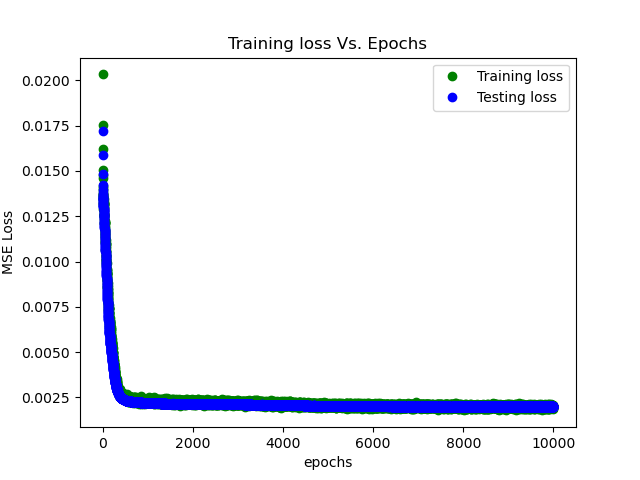 Training loss Vs. Epochs
Training loss
Testing loss
0.0200
0.0175
0.0150
0.0125
0.0100
0.0075
0.0050
0.0025
MSE Loss
0 2000 4000 6000 8000 10000
epochs